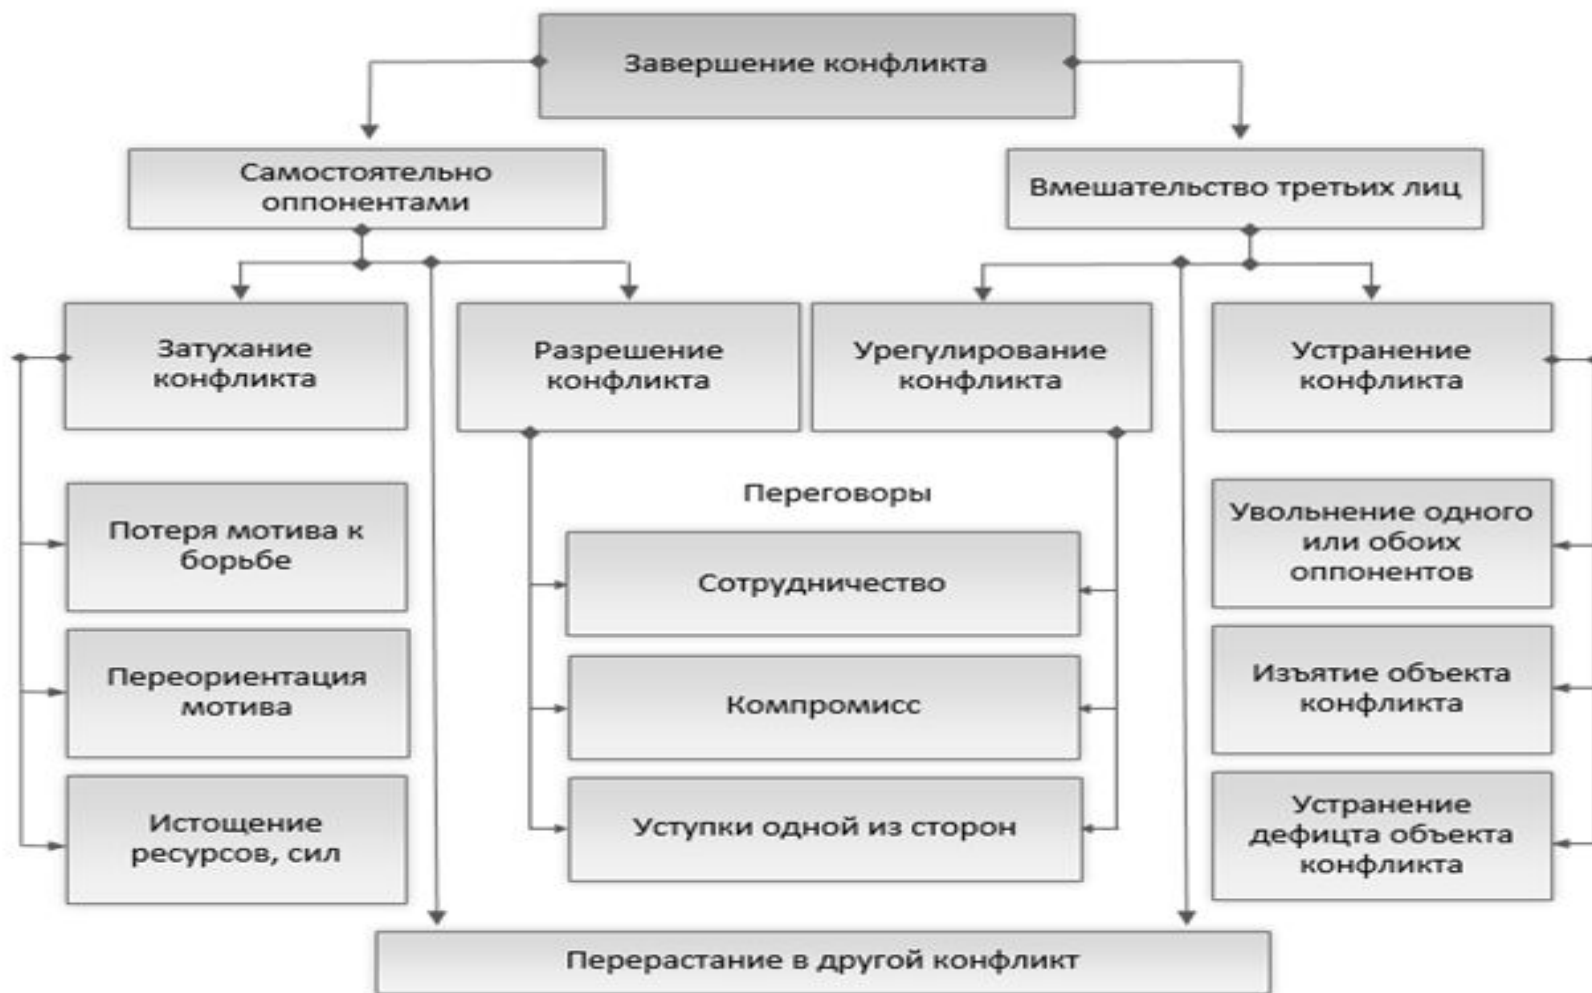 Завершение конфликта
Самостоятельно
оппонентами
Вмешательство третьих лиц
Затухание
конфликта
Разрешение
конфликта
Урегулирование
конфликта
Устранение
конфликта
Переговоры
Потеря мотива к
борьбе
Сотрудничество
Увольнение одного
или обоих
оппонентов
Переориентация
мотива
Компромисс
Изъятие объекта
конфликта
Истощение
ресурсов, сил
Уступки одной из сторон
Устранение
дефицта объекта
конфликта
Перерастание в другой конфликт